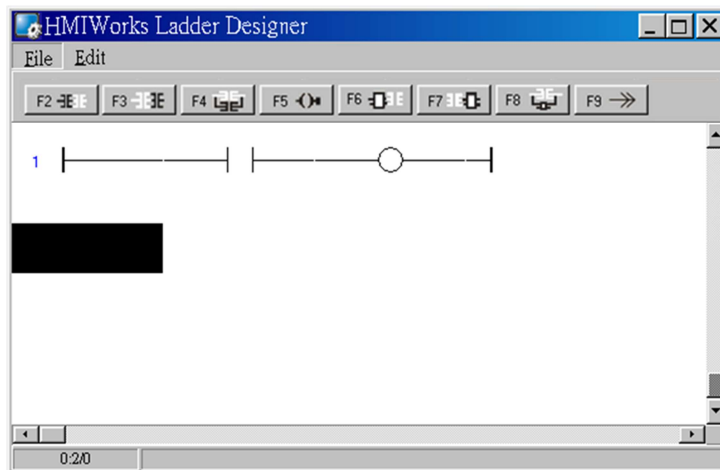 HMIWorks Ladder Designer
File Edit
F2 F3 F4 F5 F6 F7 F8 F9
1
0:2/0